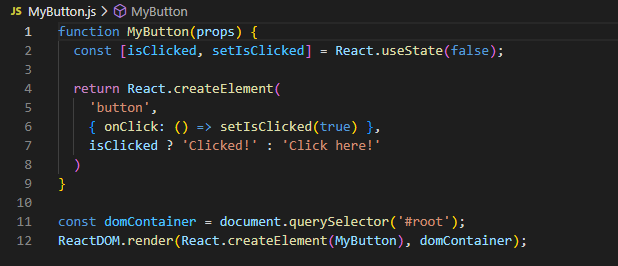 JS MyButton.js > MyButton
1 function MyButton(props) {
2   const [isClicked, setIsClicked] = React.useState(false);
3
4   return React.createElement(
5     'button',
6     { onClick: () => setIsClicked(true) },
7     isClicked ? 'Clicked!' : 'Click here!'
8   )
9 }
10
11 const domContainer = document.querySelector('#root');
12 ReactDOM.render(React.createElement(MyButton), domContainer);